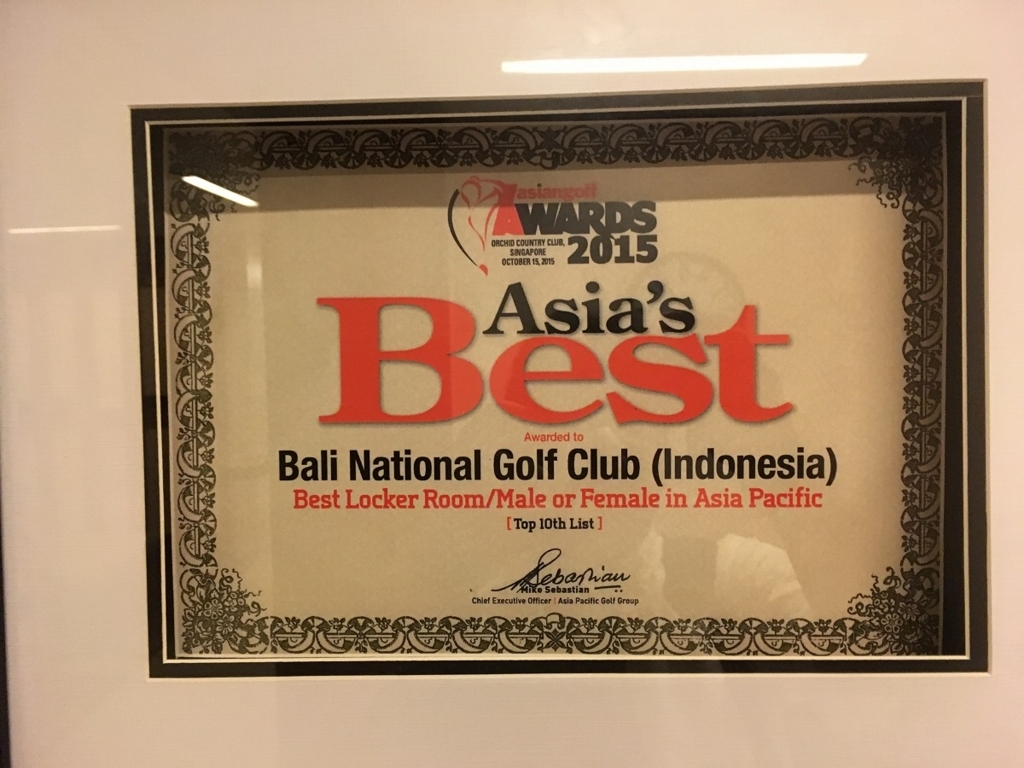 asiangolf
AWARDS
ORCHID COUNTRY CLUB,
SINGAPORE
OCTOBER 15, 2015
2015
Asia's
Best
Awarded to
Bali National Golf Club (Indonesia)
Best Locker Room/Male or Female in Asia Pacific
[ Top 10th List ]
Sebastian
Mike Sebastian
Chief Executive Officer | Asia Pacific Golf Group